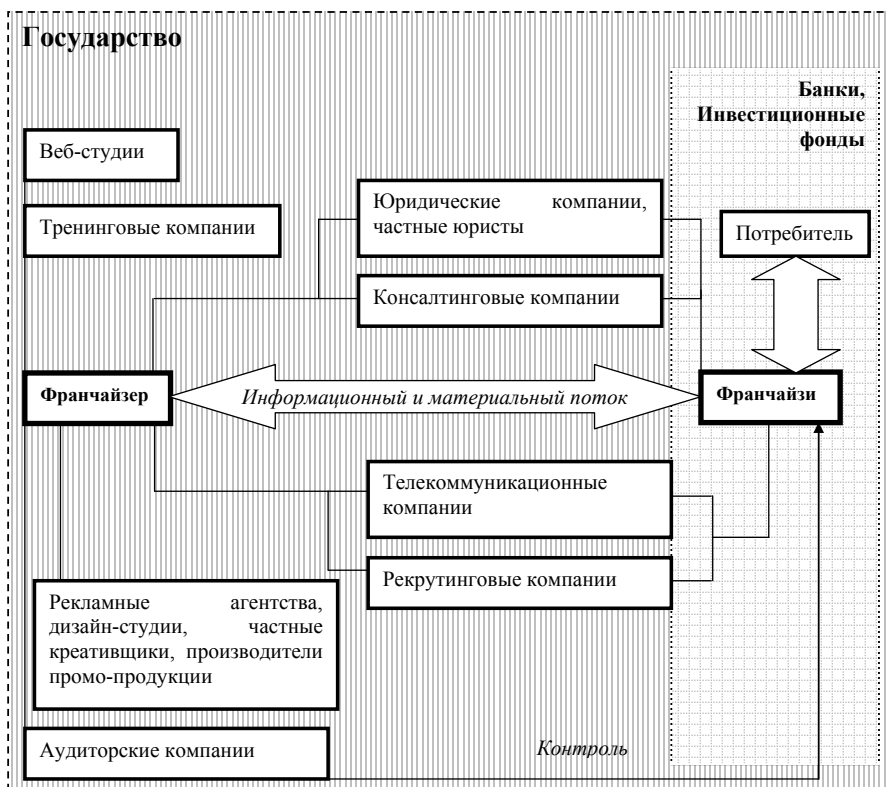 Государство
Банки,
Инвестиционные
фонды
Веб-студии
Тренинговые компании
Юридические компании,
частные юристы
Потребитель
Консалтинговые компании
Франчайзер
Информационный и материальный поток
Франчайзи
Телекоммуникационные
компании
Рекрутинговые компании
Рекламные агентства,
дизайн-студии, частные
креативщики, производители
промо-продукции
Аудиторские компании
Контроль